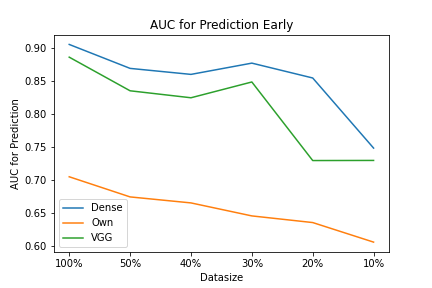 AUC for Prediction Early
AUC for Prediction
0.90
0.85
0.80
0.75
0.70
0.65
0.60
Dense
Own
VGG
100% 50% 40% 30% 20% 10%
Datasize